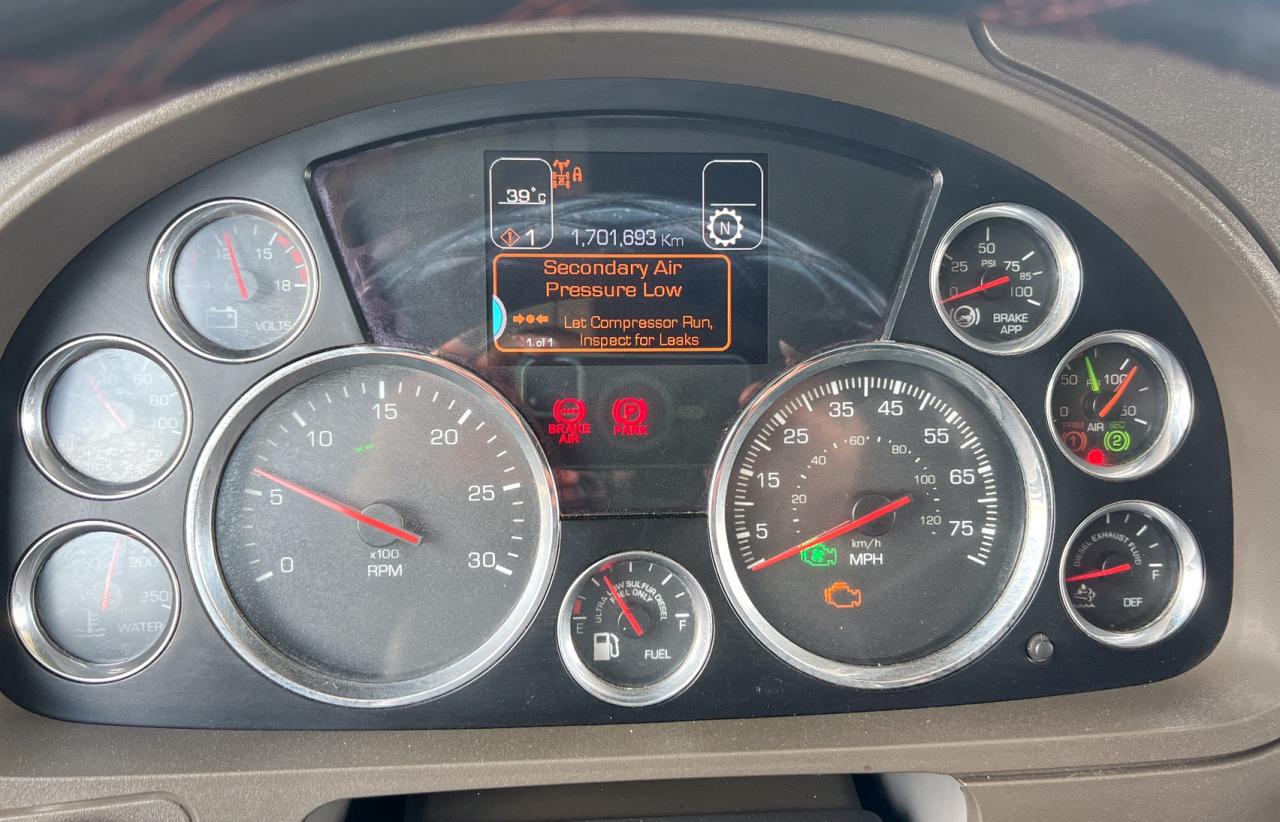 39°C
A
1
1,701,693 Km
N
Secondary Air
Pressure Low
Let Compressor Run,
Inspect for Leaks
1 of 1
12 15 18
VOLTS
60
80
100
200
250
WATER
0 5 10 15 20 25 30
x100
RPM
BRAKE
AIR
P
PARK
ULTRA LOW SULFUR DIESEL
FUEL ONLY
E F
FUEL
5 15 25 35 45 55 65 75
20 40 60 80 100 120
km/h
MPH
0 25 50 75 85 100
PSI
BRAKE
APP
0 50 100
PRIM AIR SEC
1 2
DIESEL EXHAUST FLUID
F
DEF